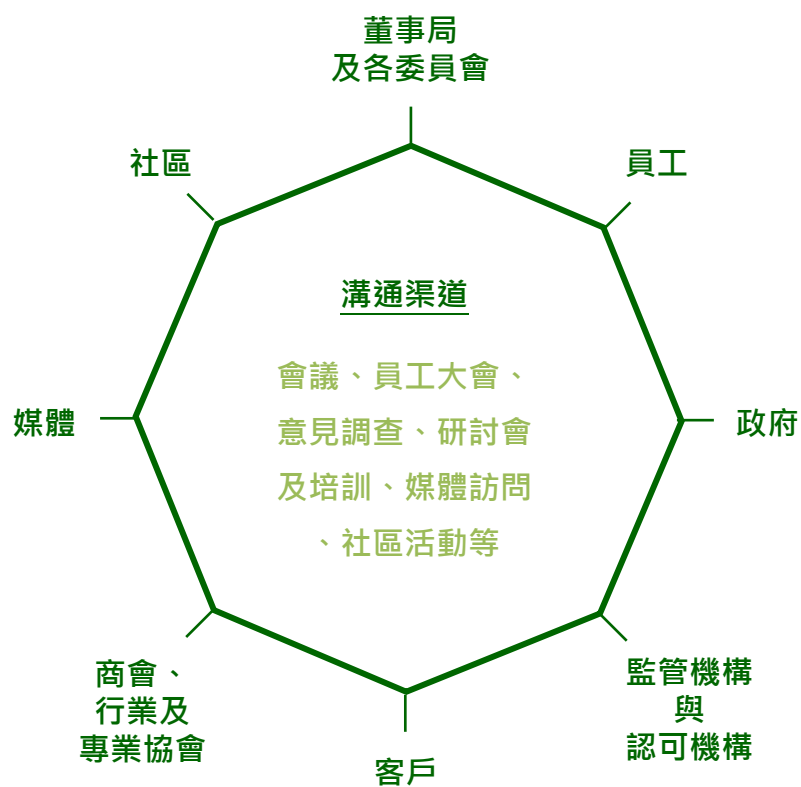 董事局
及各委員會
社區
員工
溝通渠道
會議、員工大會、
意見調查、研討會
及培訓、媒體訪問
、社區活動等
媒體
政府
商會、
行業及
專業協會
監管機構
與
認可機構
客戶